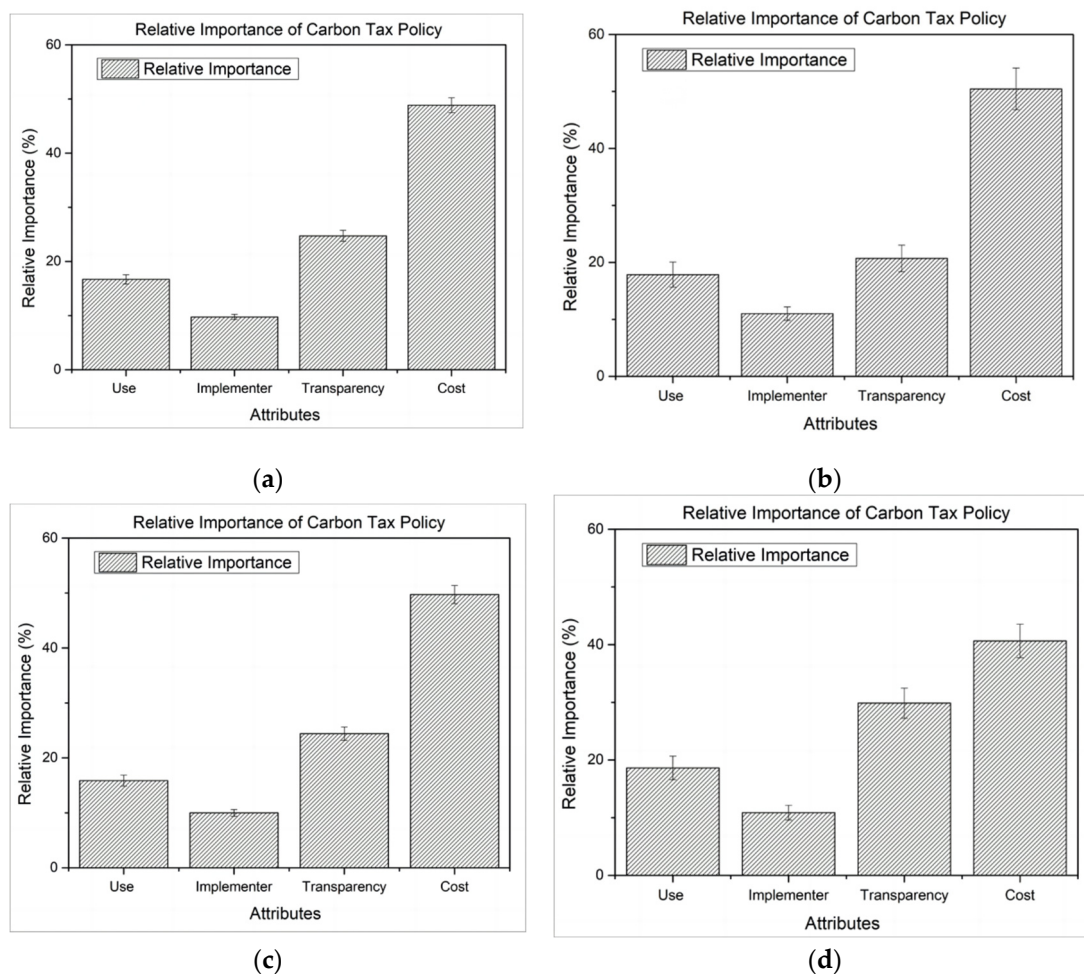 Relative Importance of Carbon Tax Policy
60
Relative Importance
40
20
0
Relative Importance (%)
Use Implementer Transparency Cost
Attributes
(a)
Relative Importance of Carbon Tax Policy
60
Relative Importance
40
20
0
Relative Importance (%)
Use Implementer Transparency Cost
Attributes
(b)
Relative Importance of Carbon Tax Policy
60
Relative Importance
40
20
0
Relative Importance (%)
Use Implementer Transparency Cost
Attributes
(c)
Relative Importance of Carbon Tax Policy
60
Relative Importance
40
20
0
Relative Importance (%)
Use Implementer Transparency Cost
Attributes
(d)